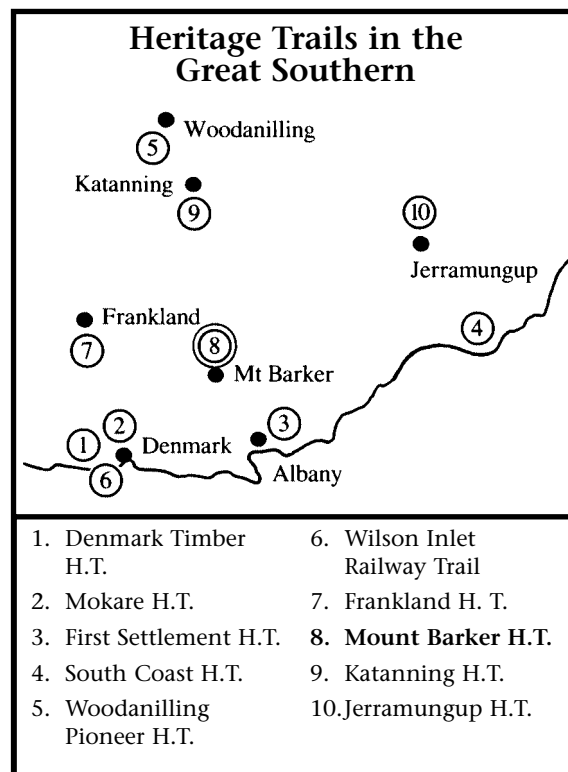 Heritage Trails in the
Great Southern
Woodanilling
5
Katanning
9
10
Jerramungup
4
Frankland
7
8
Mt Barker
3
2
1
Denmark
6
Albany
1. Denmark Timber
H.T.
2. Mokare H.T.
3. First Settlement H.T.
4. South Coast H.T.
5. Woodanilling
Pioneer H.T.
6. Wilson Inlet
Railway Trail
7. Frankland H. T.
8. Mount Barker H.T.
9. Katanning H.T.
10.Jerramungup H.T.